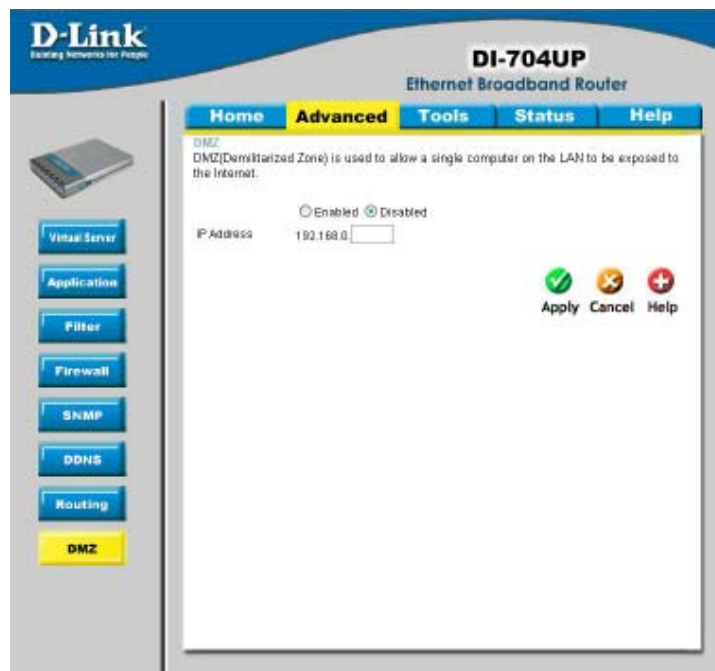 D-Link
Building Networks for People
DI-704UP
Ethernet Broadband Router
Home Advanced Tools Status Help
DMZ
DMZ(Demilitarized Zone) is used to allow a single computer on the LAN to be exposed to
the Internet.
Enabled Disabled
IP Address 192.168.0.
Apply Cancel Help
Virtual Server
Application
Filter
Firewall
SNMP
DDNS
Routing
DMZ